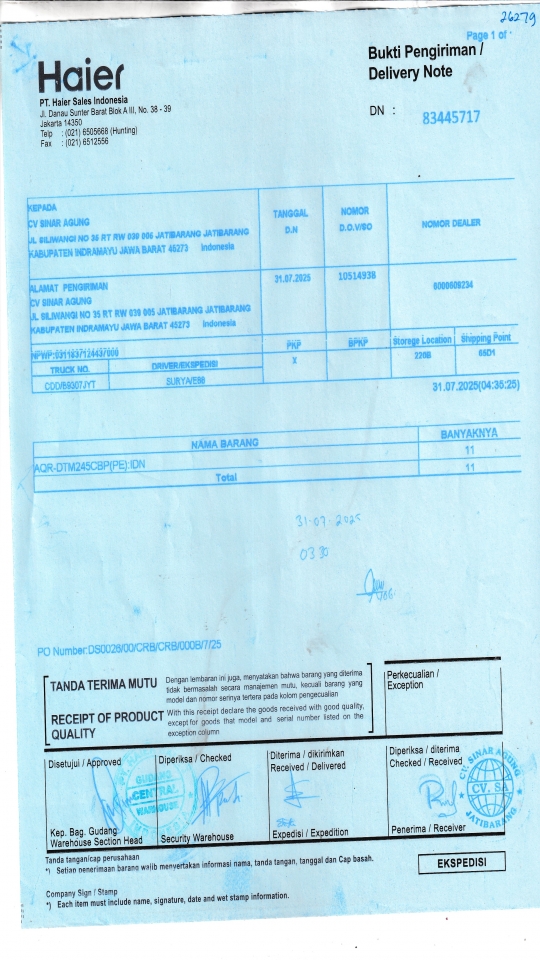 26279
Page 1 of
Haier
Bukti Pengiriman /
Delivery Note
PT. Haier Sales Indonesia
Jl. Danau Sunter Barat Blok A III, No. 38 - 39
Jakarta 14350
Telp : (021) 6505668 (Hunting)
Fax : (021) 6512556
DN : 83445717
KEPADA
CV SINAR AGUNG
JL SILIWANGI NO 35 RT RW 039 005 JATIBARANG JATIBARANG
KABUPATEN INDRAMAYU JAWA BARAT 45273 Indonesia
TANGGAL
D.N
NOMOR
D.O.V/SO
NOMOR DEALER
ALAMAT PENGIRIMAN
CV SINAR AGUNG
JL SILIWANGI NO 35 RT RW 039 005 JATIBARANG JATIBARANG
KABUPATEN INDRAMAYU JAWA BARAT 45273 Indonesia
31.07.2025
10514938
NPWP:0311837124437000
PKP
BPKP
Storage Location
Shipping Point
TRUCK NO.
DRIVER/EKSPEDISI
X
220B
65D1
CDD/B9307JYT
SURYA/E60
31.07.2025(04:35:25)
NAMA BARANG
BANYAKNYA
AQR-DTM245CBP(PE):IDN
11
Total
11
31-07-2025
0330
PO Number:DS0026/00/CRB/CRB/000B/7/25
TANDA TERIMA MUTU
Dengan lembaran ini juga, menyatakan bahwa barang yang diterima
tidak bermasalah secara manajemen mutu, kecuali barang yang
model dan nomor serinya tertera pada kolom pengecualian
RECEIPT OF PRODUCT
QUALITY
With this receipt declare the goods received with good quality,
except for goods that model and serial number listed on the
exception column
Perkecualian /
Exception
Disetujui / Approved
Diperiksa / Checked
Diterima / dikirimkan
Received / Delivered
Diperiksa / diterima
Checked / Received
GUDANG
CENTRAL
WAREHOUSE
CV. SINAR AGUNG
CV. SA
JATIBARANG
Kep. Bag. Gudang
Warehouse Section Head
Security Warehouse
Expedisi / Expedition
Penerima / Receiver
Tanda tangan/cap perusahaan
*) Setian penerimaan barang wajib menyertakan informasi nama, tanda tangan, tanggal dan Cap basah.
EKSPEDISI
Company Sign / Stamp
*) Each item must include name, signature, date and wet stamp information.